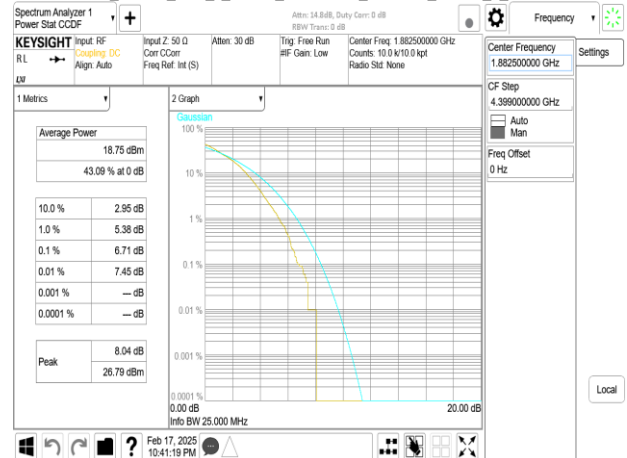 Spectrum Analyzer 1
Power Stat CCDF
Attn: 14.8dB, Duty Corr: 0 dB
RBW Trans: 0 dB
Frequency
KEYSIGHT
RL
LXI
Input: RF
Coupling: DC
Align: Auto
Input Z: 50 Ω
Corr CCorr
Freq Ref: Int (S)
Atten: 30 dB
Trig: Free Run
#IF Gain: Low
Center Freq: 1.882500000 GHz
Counts: 10.0 k/10.0 kpt
Radio Std: None
Center Frequency
1.882500000 GHz
Settings
CF Step
4.399000000 GHz
Auto
Man
Freq Offset
0 Hz
1 Metrics
Average Power
18.75 dBm
43.09 % at 0 dB
10.0 % 2.95 dB
1.0 % 5.38 dB
0.1 % 6.71 dB
0.01 % 7.45 dB
0.001 % --- dB
0.0001 % --- dB
Peak
8.04 dB
26.79 dBm
2 Graph
Gaussian
100 %
10 %
1 %
0.1 %
0.01 %
0.001 %
0.0001 %
0.00 dB
20.00 dB
Info BW 25.000 MHz
Local
?
Feb 17, 2025
10:41:19 PM